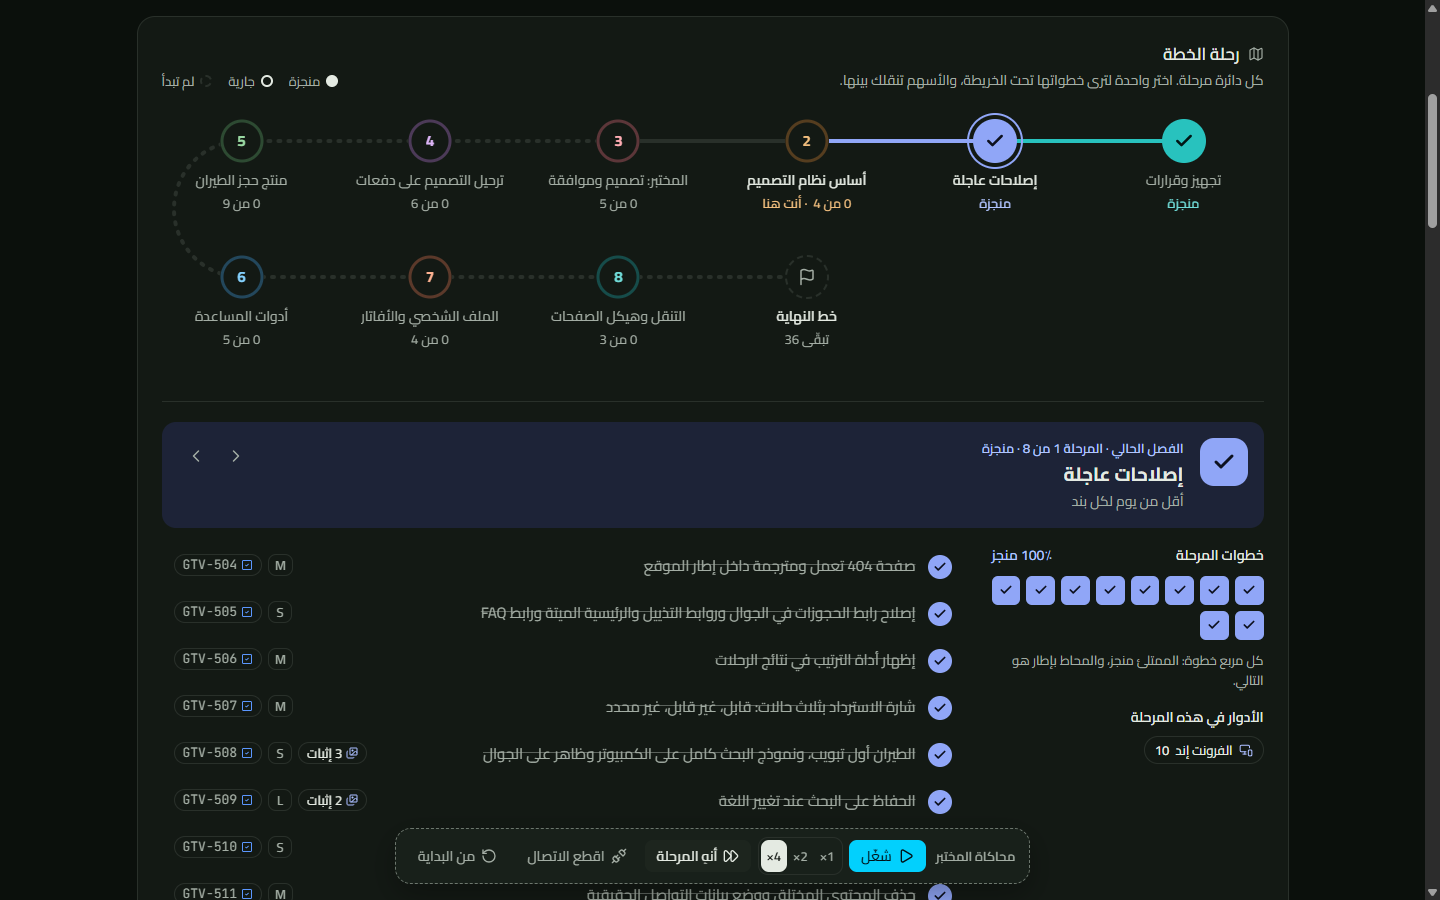 رحلة الخطة
كل دائرة مرحلة. اختر واحدة لترى خطواتها تحت الخريطة، والأسهم تنقلك بينها.
منجزة
جارية
لم تبدأ
تجهيز وقرارات
منجزة
إصلاحات عاجلة
منجزة
2
أساس نظام التصميم
0 من 4 · أنت هنا
3
المختبر: تصميم وموافقة
0 من 5
4
ترحيل التصميم على دفعات
0 من 6
5
منتج حجز الطيران
0 من 9
6
أدوات المساعدة
0 من 5
7
الملف الشخصي والأفاتار
0 من 4
8
التنقل وهيكل الصفحات
0 من 3
خط النهاية
تبقّى 36
الفصل الحالي · المرحلة 1 من 8 · منجزة
إصلاحات عاجلة
أقل من يوم لكل بند
خطوات المرحلة
100٪ منجز
كل مربع خطوة: الممتلئ منجز، والمحاط بإطار هو التالي.
الأدوار في هذه المرحلة
الفرونت إند 10
صفحة 404 تعمل ومترجمة داخل إطار الموقع
M
GTV-504
إصلاح رابط الحجوزات في الجوال وروابط التذييل والرئيسية الميتة ورابط FAQ
S
GTV-505
إظهار أداة الترتيب في نتائج الرحلات
M
GTV-506
شارة الاسترداد بثلاث حالات: قابل، غير قابل، غير محدد
M
GTV-507
الطيران أول تبويب، ونموذج البحث كامل على الكمبيوتر وظاهر على الجوال
3 إثبات
S
GTV-508
الحفاظ على البحث عند تغيير اللغة
2 إثبات
L
GTV-509
S
GTV-510
حذف المحتوى المختلق ووضع بيانات التواصل الحقيقية
M
GTV-511
محاكاة المختبر
شغّل
×1
×2
×4
أنهِ المرحلة
اقطع الاتصال
من البداية